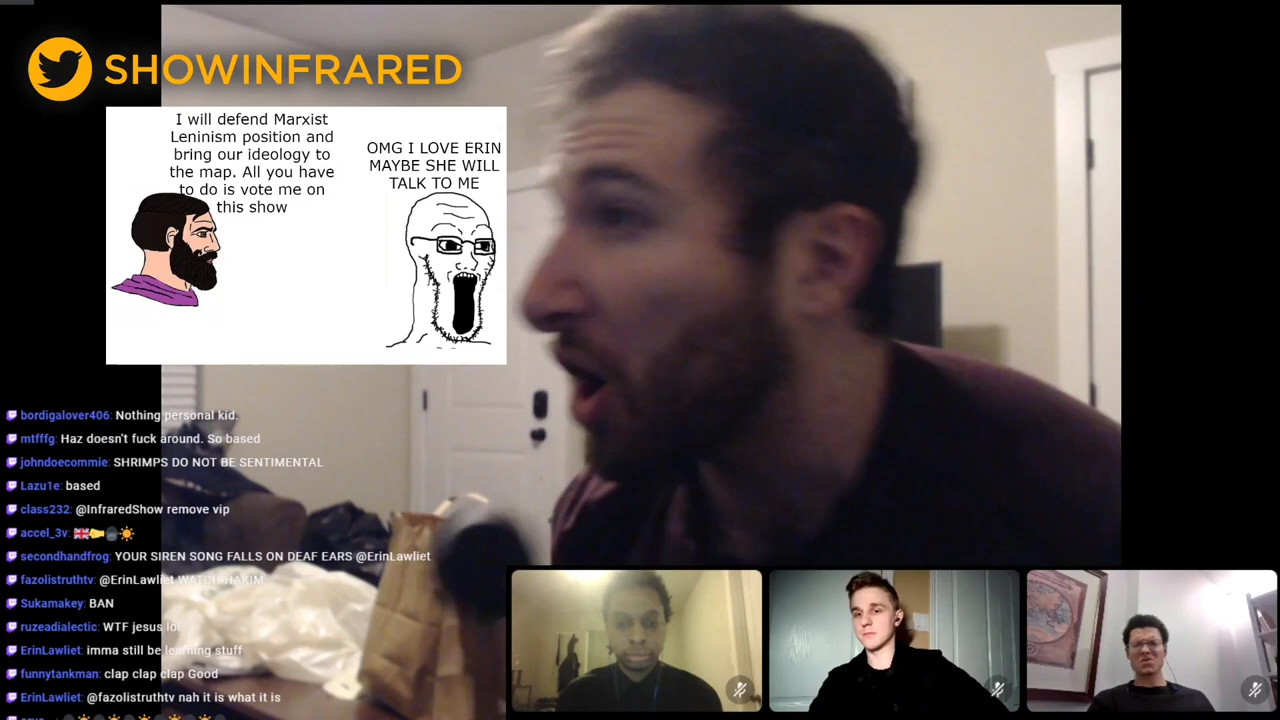 SHOWINFRARED
I will defend Marxist
Leninism position and
bring our ideology to
the map. All you have
to do is vote me on
this show
OMG I LOVE ERIN
MAYBE SHE WILL
TALK TO ME
bordigalover406: Nothing personal kid.
mtfffg: Haz doesn't fuck around. So based
johndoecommie: SHRIMPS DO NOT BE SENTIMENTAL
Lazu1e: based
class232: @InfraredShow remove vip
accel_3v:
secondhandfrog: YOUR SIREN SONG FALLS ON DEAF EARS @ErinLawliet
fazolistruthtv: @ErinLawliet WATCH HAKIM
Sukamakey: BAN
ruzeadialectic: WTF jesus lol
ErinLawliet: imma still be learning stuff
funnytankman: clap clap clap Good
ErinLawliet: @fazolistruthtv nah it is what it is